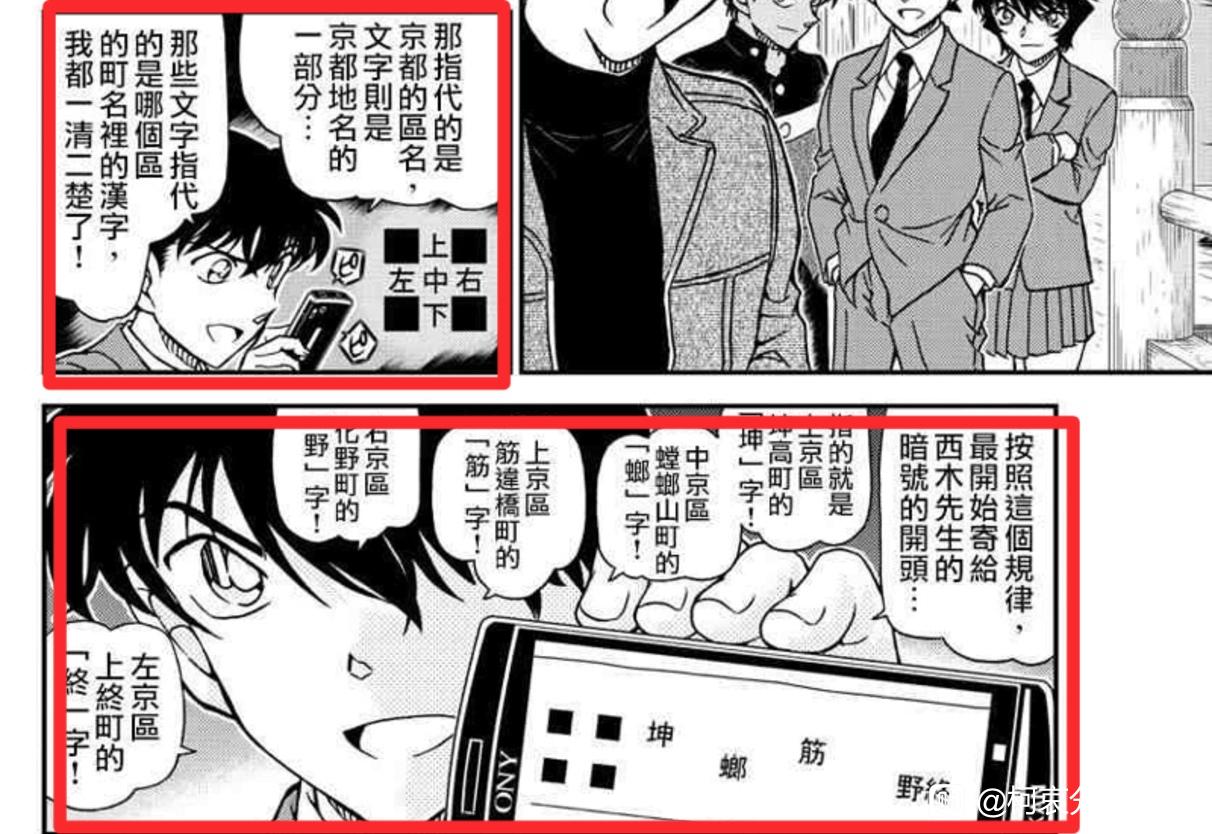 那指代的是
京都的區名，
文字則是
京都地名的
一部分…
那些文字指代
的是哪個區
的町名裡的漢字，
我都一清二楚了！
上
左中右
下
ピ
ピ
按照這個規律，
最開始寄給
西木先生的
暗號的開頭…
指的就是
上京區
坤高町的
「坤」字！
中京區
螳螂山町的
「螂」字！
上京區
筋違橋町的
「筋」字！
右京區
化野町的
「野」字！
左京區
上終町的
「終」字！
坤
螂
筋
野終
ONY
@柯哀分